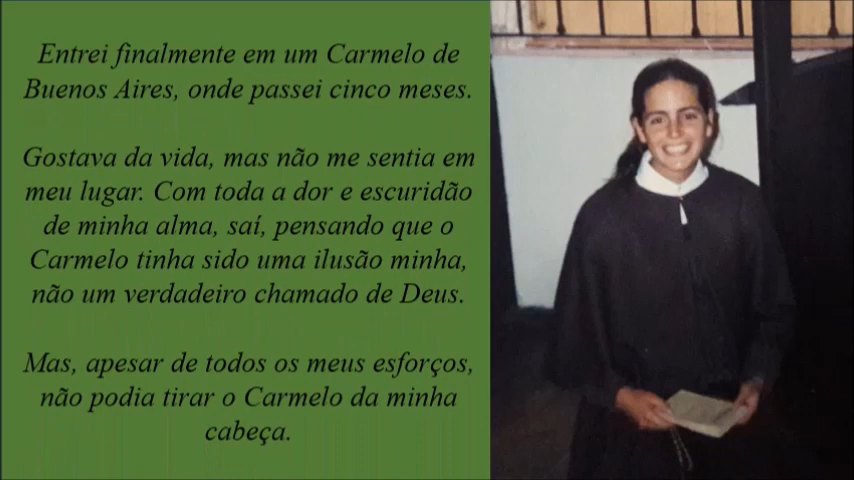 Entrei finalmente em um Carmelo de
Buenos Aires, onde passei cinco meses.
Gostava da vida, mas não me sentia em
meu lugar. Com toda a dor e escuridão
de minha alma, saí, pensando que o
Carmelo tinha sido uma ilusão minha,
não um verdadeiro chamado de Deus.
Mas, apesar de todos os meus esforços,
não podia tirar o Carmelo da minha
cabeça.